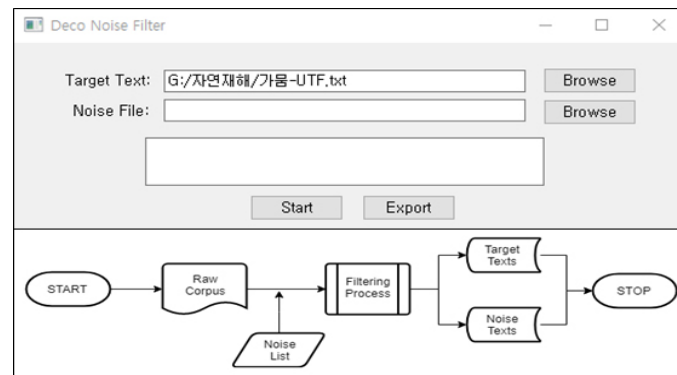 Deco Noise Filter
Target Text: G:/자연재해/가뭄-UTF.txt Browse
Noise File: Browse
Start Export
START
Raw
Corpus
Filtering
Process
Target
Texts
Noise
Texts
STOP
Noise
List